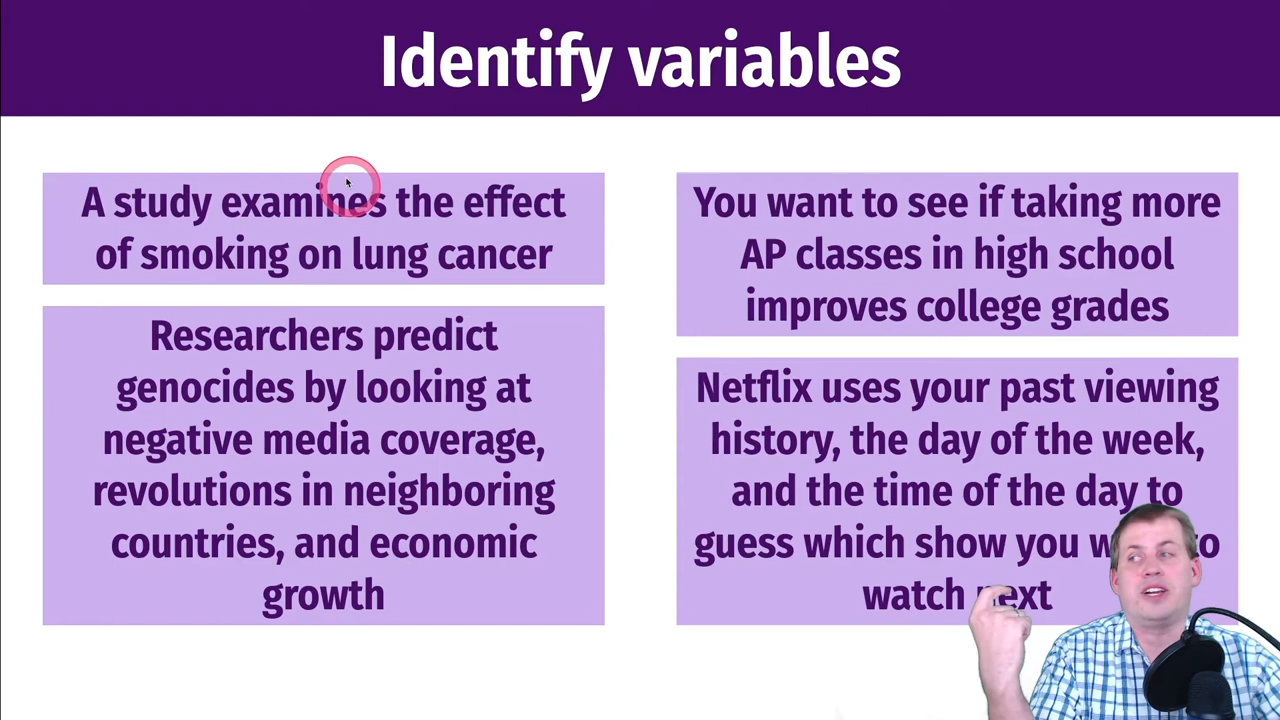 Identify variables
A study examines the effect
of smoking on lung cancer
Researchers predict
genocides by looking at
negative media coverage,
revolutions in neighboring
countries, and economic
growth
You want to see if taking more
AP classes in high school
improves college grades
Netflix uses your past viewing
history, the day of the week,
and the time of the day to
guess which show you to
watch next